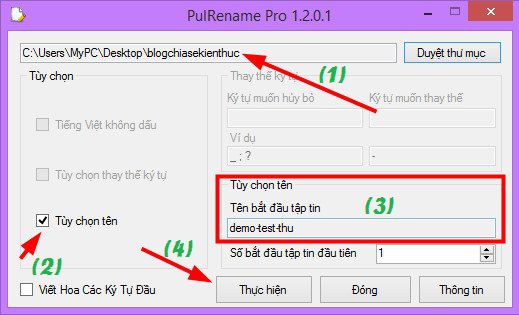 PulRename Pro 1.2.0.1
C:\Users\MyPC\Desktop\blogchiasekienthuc
Duyệt thư mục
(1)
Tùy chọn
Tiếng Việt không dấu
Tùy chọn thay thế ký tự
Tùy chọn tên
(2)
Viết Hoa Các Ký Tự Đầu
Thay thế ký tự
Ký tự muốn hủy bỏ
Ký tự muốn thay thế
Ví dụ
_ ; ?
-
Tùy chọn tên
(3)
Tên bắt đầu tập tin
demo-test-thu
Số bắt đầu tập tin đầu tiên
1
(4)
Thực hiện
Đóng
Thông tin